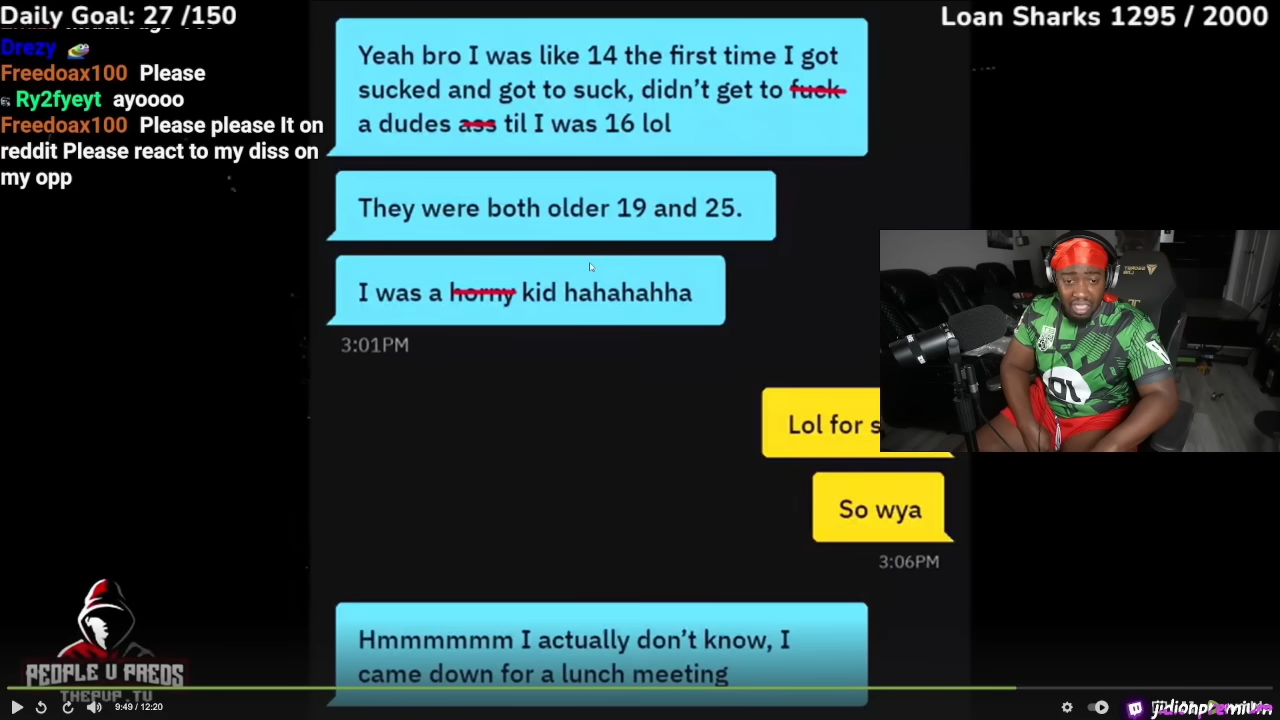 Daily Goal: 27 /150
Loan Sharks 1295 / 2000
Drezy
Freedoax100 Please
Ry2fyeyt ayoooo
Freedoax100 Please please It on
reddit Please react to my diss on
my opp
Yeah bro I was like 14 the first time I got
sucked and got to suck, didn't get to fuck
a dudes ass til I was 16 lol
They were both older 19 and 25.
I was a horny kid hahahahha
3:01PM
Lol for s
So wya
3:06PM
Hmmmmmm I actually don't know, I
came down for a lunch meeting
PEOPLE V PREDS
THEPVP.TV
9:49 / 12:20
jidionpremium